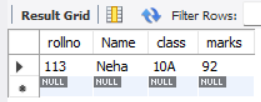 Result Grid Filter Rows:
rollno Name class marks
113 Neha 10A 92
NULL NULL NULL NULL